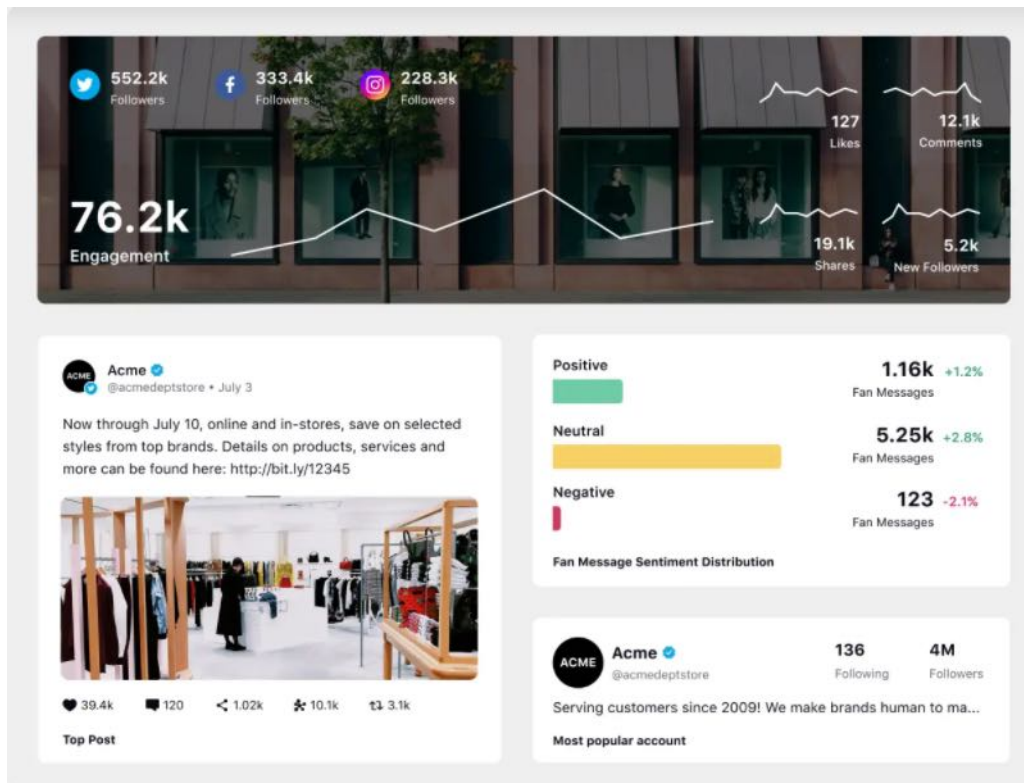 552.2k
Followers
333.4k
Followers
228.3k
Followers
127
Likes
12.1k
Comments
76.2k
Engagement
19.1k
Shares
5.2k
New Followers
ACME
Acme
@acmedeptstore • July 3
Now through July 10, online and in-stores, save on selected
styles from top brands. Details on products, services and
more can be found here: http://bit.ly/12345
39.4k 120 1.02k 10.1k 3.1k
Top Post
Positive
1.16k +1.2%
Fan Messages
Neutral
5.25k +2.8%
Fan Messages
Negative
123 -2.1%
Fan Messages
Fan Message Sentiment Distribution
ACME
Acme
@acmedeptstore
136
Following
4M
Followers
Serving customers since 2009! We make brands human to ma...
Most popular account